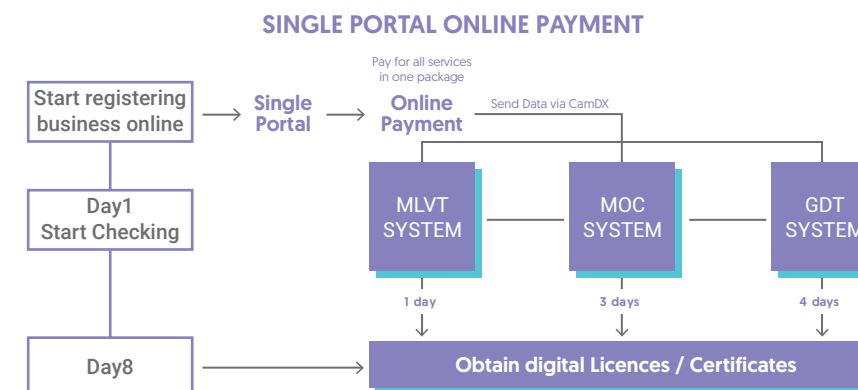 SINGLE PORTAL ONLINE PAYMENT
Pay for all services
in one package
Start registering
business online
Single
Portal
Online
Payment
Send Data via CamDX
Day1
Start Checking
MLVT
SYSTEM
MOC
SYSTEM
GDT
SYSTEM
1 day
3 days
4 days
Day8
Obtain digital Licences / Certificates